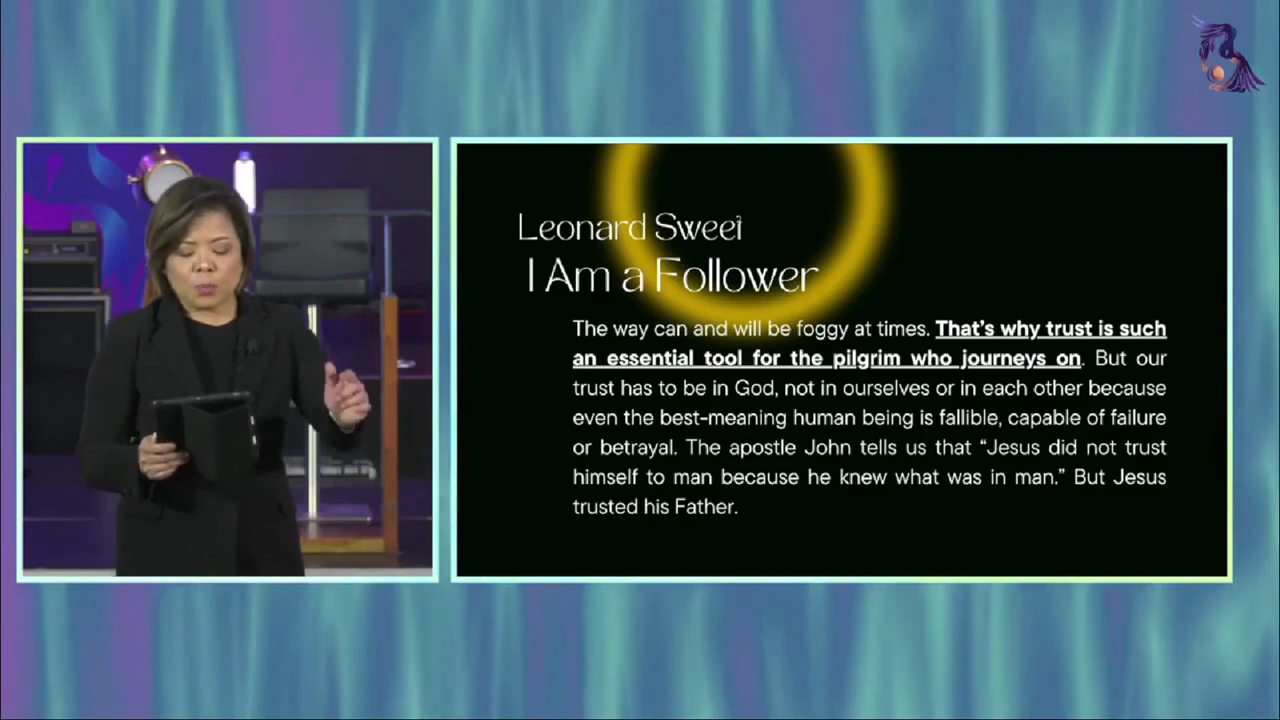 Leonard Sweet
I Am a Follower
The way can and will be foggy at times. That's why trust is such
an essential tool for the pilgrim who journeys on. But our
trust has to be in God, not in ourselves or in each other because
even the best-meaning human being is fallible, capable of failure
or betrayal. The apostle John tells us that “Jesus did not trust
himself to man because he knew what was in man.” But Jesus
trusted his Father.